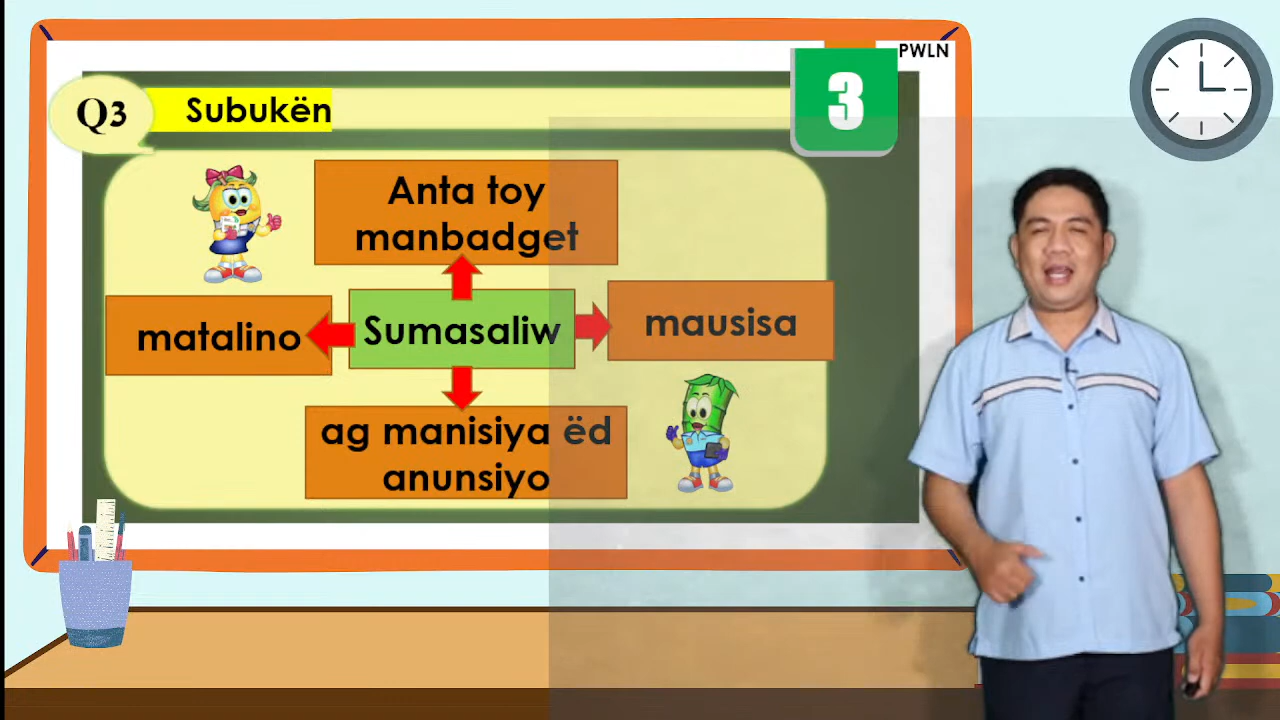 PWLN
Q3
Subukën
3
Anta toy
manbadget
matalino
Sumasaliw
mausisa
ag manisiya ëd
anunsiyo